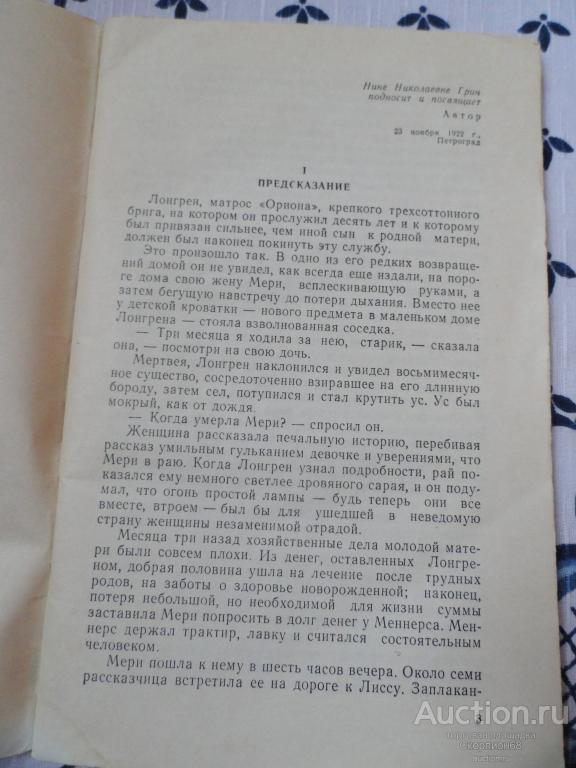 Нине Николаевне Грин
подносит и посвящает
Автор
23 ноября 1922 г.,
Петроград
I
ПРЕДСКАЗАНИЕ
Лонгрен, матрос «Ориона», крепкого трехсоттонного
брига, на котором он прослужил десять лет и к которому
был привязан сильнее, чем иной сын к родной матери,
должен был наконец покинуть эту службу.
Это произошло так. В одно из его редких возвраще-
ний домой он не увидел, как всегда еще издали, на поро-
ге дома свою жену Мери, всплескивающую руками, а
затем бегущую навстречу до потери дыхания. Вместо нее
у детской кроватки — нового предмета в маленьком доме
Лонгрена — стояла взволнованная соседка.
— Три месяца я ходила за нею, старик, — сказала
она, — посмотри на свою дочь.
Мертвея, Лонгрен наклонился и увидел восьмимесяч-
ное существо, сосредоточенно взиравшее на его длинную
бороду, затем сел, потупился и стал крутить ус. Ус был
мокрый, как от дождя.
— Когда умерла Мери? — спросил он.
Женщина рассказала печальную историю, перебивая
рассказ умильным гульканием девочке и уверениями, что
Мери в раю. Когда Лонгрен узнал подробности, рай по-
казался ему немного светлее дровяного сарая, и он поду-
мал, что огонь простой лампы — будь теперь они все
вместе, втроем — был бы для ушедшей в неведомую
страну женщины незаменимой отрадой.
Месяца три назад хозяйственные дела молодой мате-
ри были совсем плохи. Из денег, оставленных Лонгре-
ном, добрая половина ушла на лечение после трудных
родов, на заботы о здоровье новорожденной; наконец,
потеря небольшой, но необходимой для жизни суммы
заставила Мери попросить в долг денег у Меннерса. Мен-
нерс держал трактир, лавку и считался состоятельным
человеком.
Мери пошла к нему в шесть часов вечера. Около семи
рассказчица встретила ее на дороге к Лиссу. Заплакан-
3
Auction.ru
торговая площадка
Скорпион68
auction.ru